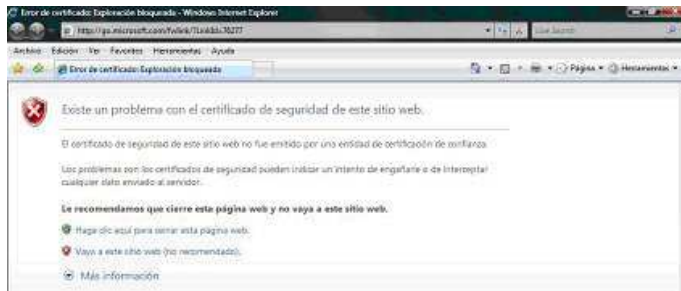 Error de certificado: Exploración bloqueada - Windows Internet Explorer
http://go.microsoft.com/fwlink/?LinkId=76277
Live Search
Archivo Edición Ver Favoritos Herramientas Ayuda
Error de certificado: Exploración bloqueada
Página Herramientas
Existe un problema con el certificado de seguridad de este sitio web.
El certificado de seguridad de este sitio web no fue emitido por una entidad de certificación de confianza.
Los problemas con los certificados de seguridad pueden indicar un intento de engañarle o de interceptar
cualquier dato enviado al servidor.
Le recomendamos que cierre esta página web y no vaya a este sitio web.
Haga clic aquí para cerrar esta página web.
Vaya a este sitio web (no recomendado).
Más información